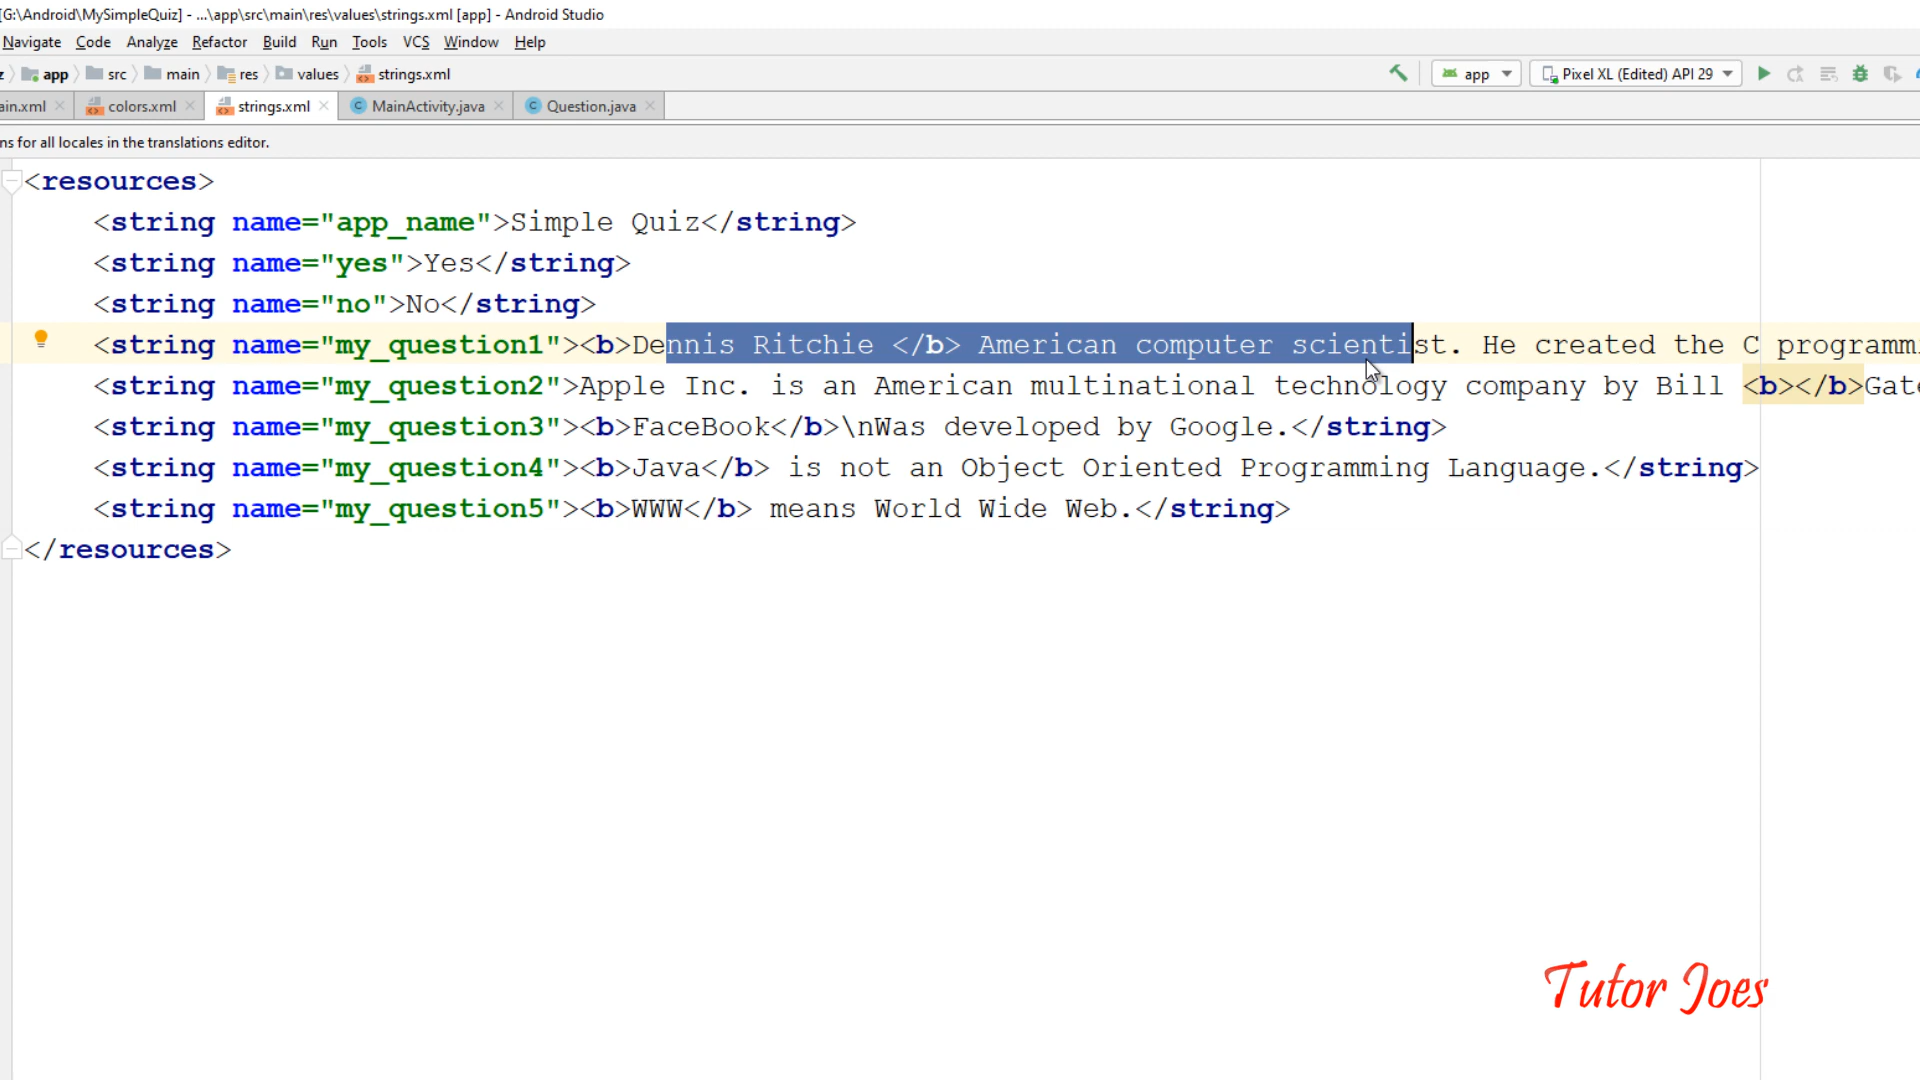 [G:\Android\MySimpleQuiz] - ...\app\src\main\res\values\strings.xml [app] - Android Studio
Navigate Code Analyze Refactor Build Run Tools VCS Window Help
z app src main res values strings.xml app Pixel XL (Edited) API 29
ain.xml colors.xml strings.xml MainActivity.java Question.java
ns for all locales in the translations editor.
<resources>
<string name="app_name">Simple Quiz</string>
<string name="yes">Yes</string>
<string name="no">No</string>
<string name="my_question1"><b>Dennis Ritchie </b> American computer scientist. He created the C programmi
<string name="my_question2">Apple Inc. is an American multinational technology company by Bill <b></b>Gate
<string name="my_question3"><b>FaceBook</b>\nWas developed by Google.</string>
<string name="my_question4"><b>Java</b> is not an Object Oriented Programming Language.</string>
<string name="my_question5"><b>WWW</b> means World Wide Web.</string>
</resources>
Tutor Joes